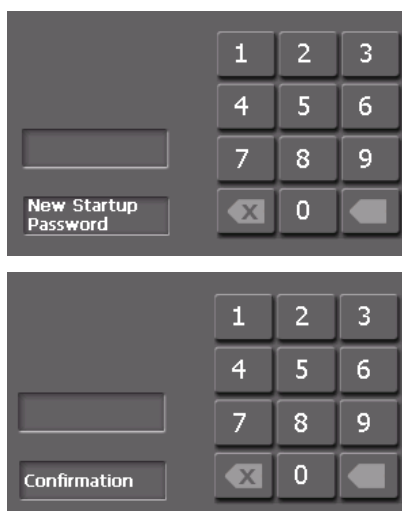 1 2 3
4 5 6
7 8 9
New Startup
Password
X 0
1 2 3
4 5 6
7 8 9
Confirmation
X 0